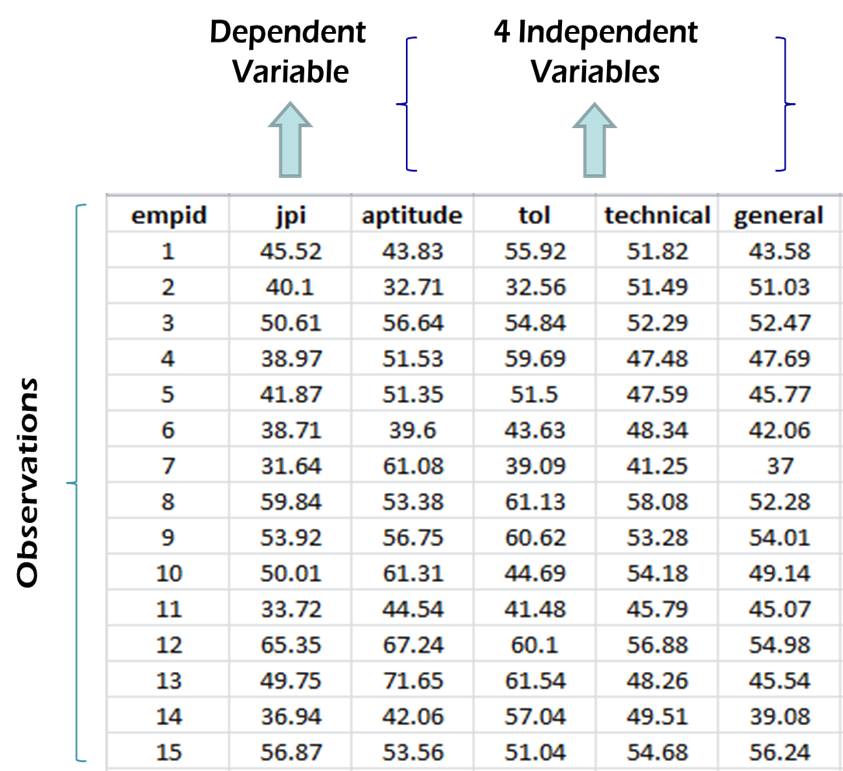 Dependent
Variable
4 Independent
Variables
Observations
empid jpi aptitude tol technical general
1 45.52 43.83 55.92 51.82 43.58
2 40.1 32.71 32.56 51.49 51.03
3 50.61 56.64 54.84 52.29 52.47
4 38.97 51.53 59.69 47.48 47.69
5 41.87 51.35 51.5 47.59 45.77
6 38.71 39.6 43.63 48.34 42.06
7 31.64 61.08 39.09 41.25 37
8 59.84 53.38 61.13 58.08 52.28
9 53.92 56.75 60.62 53.28 54.01
10 50.01 61.31 44.69 54.18 49.14
11 33.72 44.54 41.48 45.79 45.07
12 65.35 67.24 60.1 56.88 54.98
13 49.75 71.65 61.54 48.26 45.54
14 36.94 42.06 57.04 49.51 39.08
15 56.87 53.56 51.04 54.68 56.24